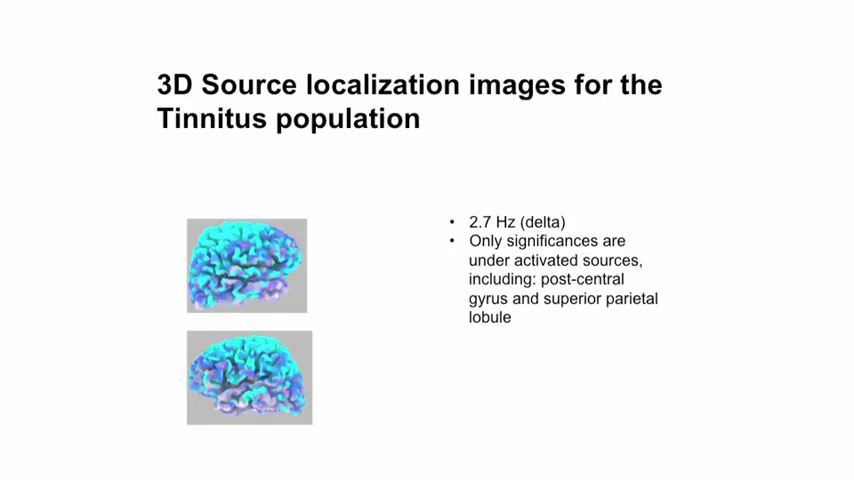 3D Source localization images for the
Tinnitus population
• 2.7 Hz (delta)
• Only significances are
under activated sources,
including: post-central
gyrus and superior parietal
lobule